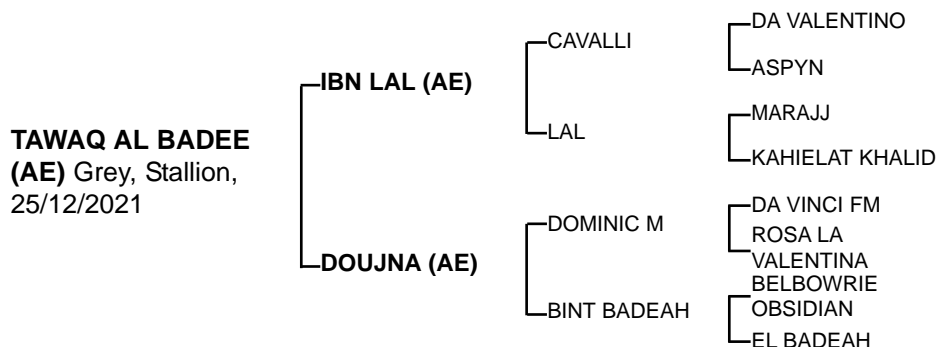 TAWAQ AL BADEE
(AE) Grey, Stallion,
25/12/2021
IBN LAL (AE)
DOUJNA (AE)
CAVALLI
LAL
DOMINIC M
BINT BADEAH
DA VALENTINO
ASPYN
MARAJJ
KAHIELAT KHALID
DA VINCI FM
ROSA LA
VALENTINA
BELBOWRIE
OBSIDIAN
EL BADEAH